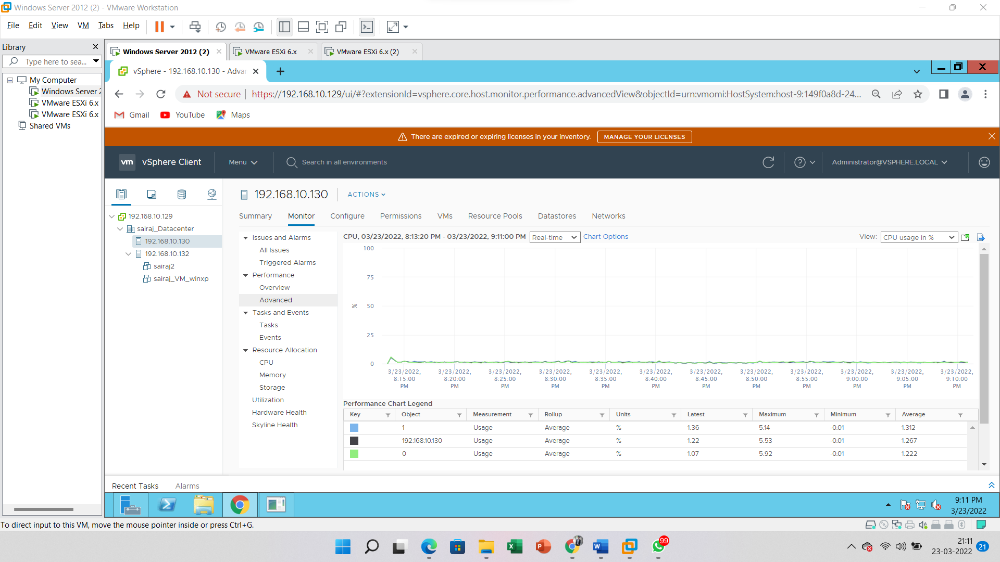 Windows Server 2012 (2) - VMware Workstation
File Edit View VM Tabs Help
Library
Type here to sea...
My Computer
Windows Server 2
VMware ESXi 6.x
VMware ESXi 6.x
Shared VMs
Windows Server 2012 (2)
VMware ESXi 6.x
VMware ESXi 6.x (2)
vSphere - 192.168.10.130 - Advan
Not secure | https://192.168.10.129/ui/#?extensionId=vsphere.core.host.monitor.performance.advancedView&objectId=urn:vmomi:HostSystem:host-9:149f0a8d-24...
Gmail YouTube Maps
There are expired or expiring licenses in your inventory. MANAGE YOUR LICENSES
vm vSphere Client Menu Search in all environments Administrator@VSPHERE.LOCAL
192.168.10.129
sairaj_Datacenter
192.168.10.130
192.168.10.132
sairaj2
sairaj_VM_winxp
192.168.10.130 ACTIONS
Summary Monitor Configure Permissions VMs Resource Pools Datastores Networks
Issues and Alarms
All Issues
Triggered Alarms
Performance
Overview
Advanced
Tasks and Events
Tasks
Events
Resource Allocation
CPU
Memory
Storage
Utilization
Hardware Health
Skyline Health
CPU, 03/23/2022, 8:13:20 PM - 03/23/2022, 9:11:00 PM Real-time Chart Options View: CPU usage in %
100
75
% 50
25
0
3/23/2022, 3/23/2022, 3/23/2022, 3/23/2022, 3/23/2022, 3/23/2022, 3/23/2022, 3/23/2022, 3/23/2022, 3/23/2022, 3/23/2022, 3/23/2022,
8:15:00 8:20:00 8:25:00 8:30:00 8:35:00 8:40:00 8:45:00 8:50:00 8:55:00 9:00:00 9:05:00 9:10:00
PM PM PM PM PM PM PM PM PM PM PM PM
Performance Chart Legend
Key Object Measurement Rollup Units Latest Maximum Minimum Average
1 Usage Average % 1.36 5.14 -0.01 1.312
192.168.10.130 Usage Average % 1.22 5.53 -0.01 1.267
0 Usage Average % 1.07 5.92 -0.01 1.222
Recent Tasks Alarms
9:11 PM
3/23/2022
To direct input to this VM, move the mouse pointer inside or press Ctrl+G.
99
21:11
23-03-2022
21